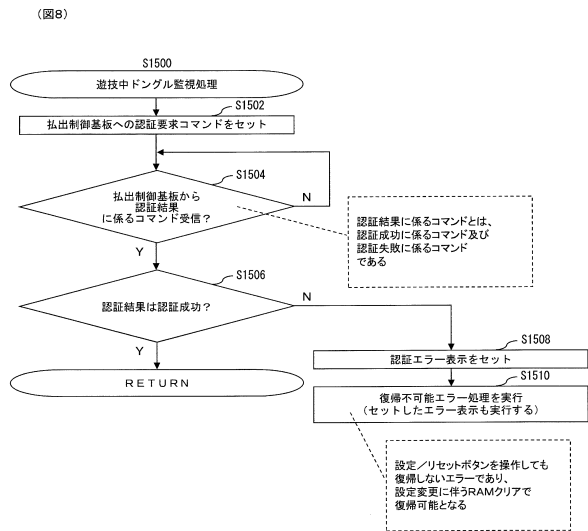 (図8)
S1500
遊技中ドングル監視処理
S1502
払出制御基板への認証要求コマンドをセット
S1504
払出制御基板から
認証結果
に係るコマンド受信?
N
Y
認証結果に係るコマンドとは、
認証成功に係るコマンド及び
認証失敗に係るコマンド
である
S1506
認証結果は認証成功?
N
Y
RETURN
S1508
認証エラー表示をセット
S1510
復帰不可能エラー処理を実行
(セットしたエラー表示も実行する)
設定/リセットボタンを操作しても
復帰しないエラーであり、
設定変更に伴うRAMクリアで
復帰可能となる